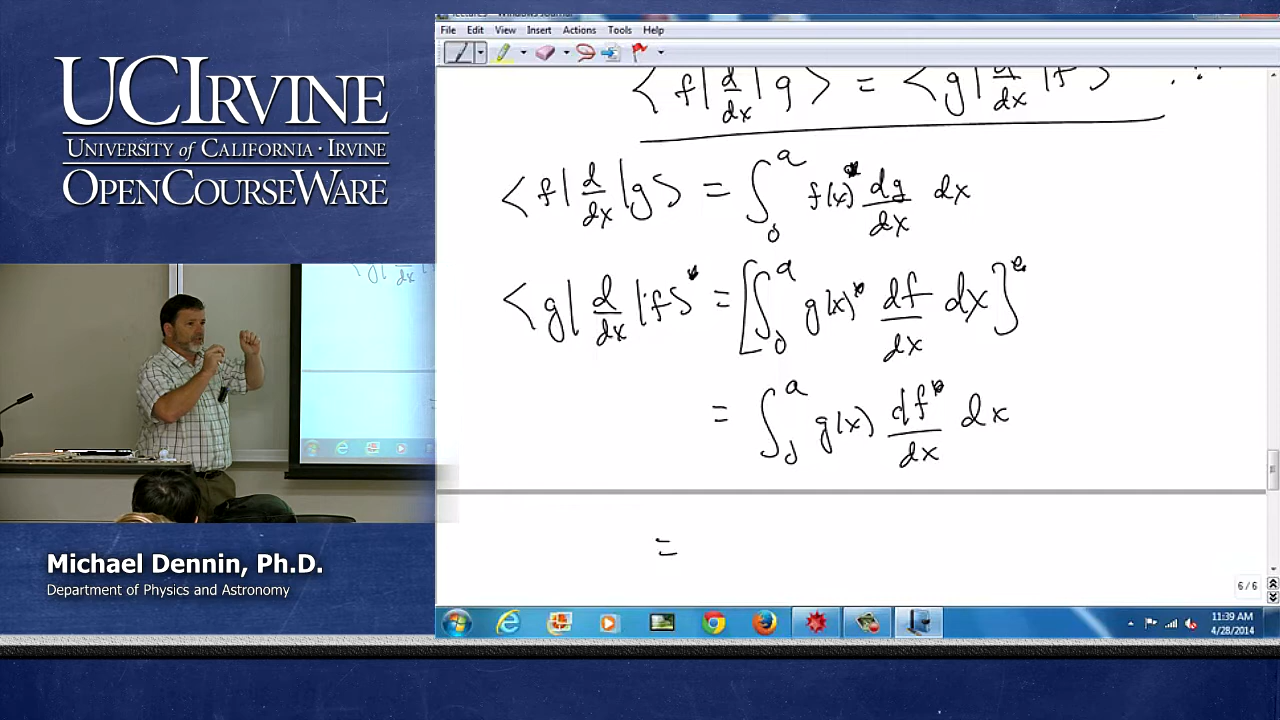 UCIRVINE
UNIVERSITY of CALIFORNIA · IRVINE
OPENCOURSEWARE
Michael Dennin, Ph.D.
Department of Physics and Astronomy
File Edit View Insert Actions Tools Help
<f|d/dx|g> = <g|d/dx|f>
<f|d/dx|g> = ∫₀ᵃ f(x)* dg/dx dx
<g|d/dx|f>* = [∫₀ᵃ g(x)* df/dx dx]*
= ∫₀ᵃ g(x) df*/dx dx
=
6 / 6
11:39 AM
4/28/2014